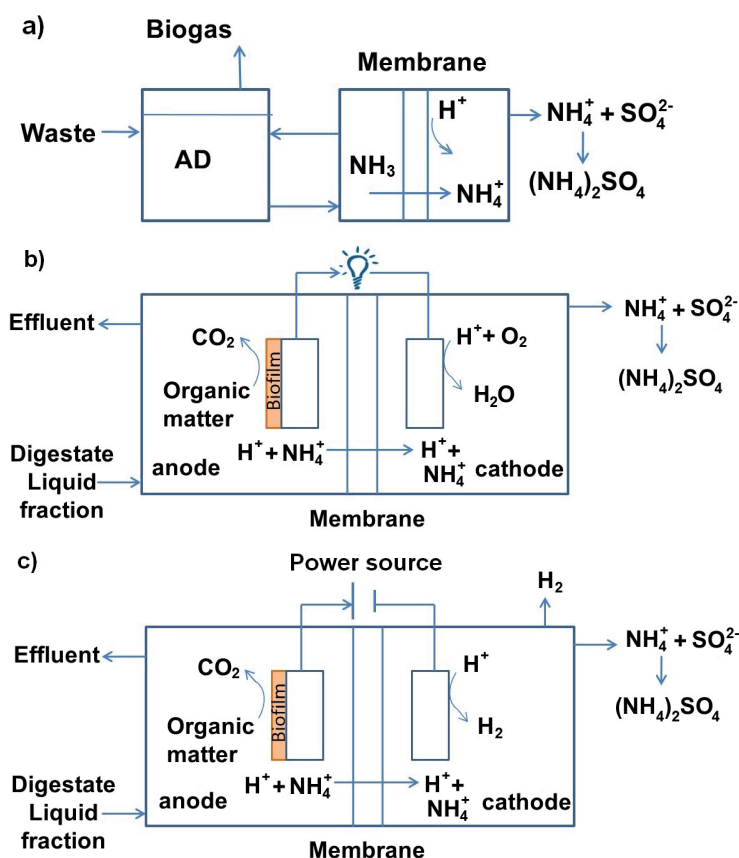 a)
Biogas
Membrane
Waste
AD
H⁺
NH₃
NH₄⁺
NH₄⁺ + SO₄²⁻
(NH₄)₂SO₄
b)
Effluent
CO₂
Organic
matter
Biofilm
H⁺+ O₂
H₂O
NH₄⁺ + SO₄²⁻
(NH₄)₂SO₄
Digestate
Liquid
fraction
anode
H⁺ + NH₄⁺
H⁺+
NH₄⁺
cathode
Membrane
c)
Power source
H₂
Effluent
CO₂
Organic
matter
Biofilm
H⁺
H₂
NH₄⁺ + SO₄²⁻
(NH₄)₂SO₄
Digestate
Liquid
fraction
anode
H⁺ + NH₄⁺
H⁺+
NH₄⁺
cathode
Membrane